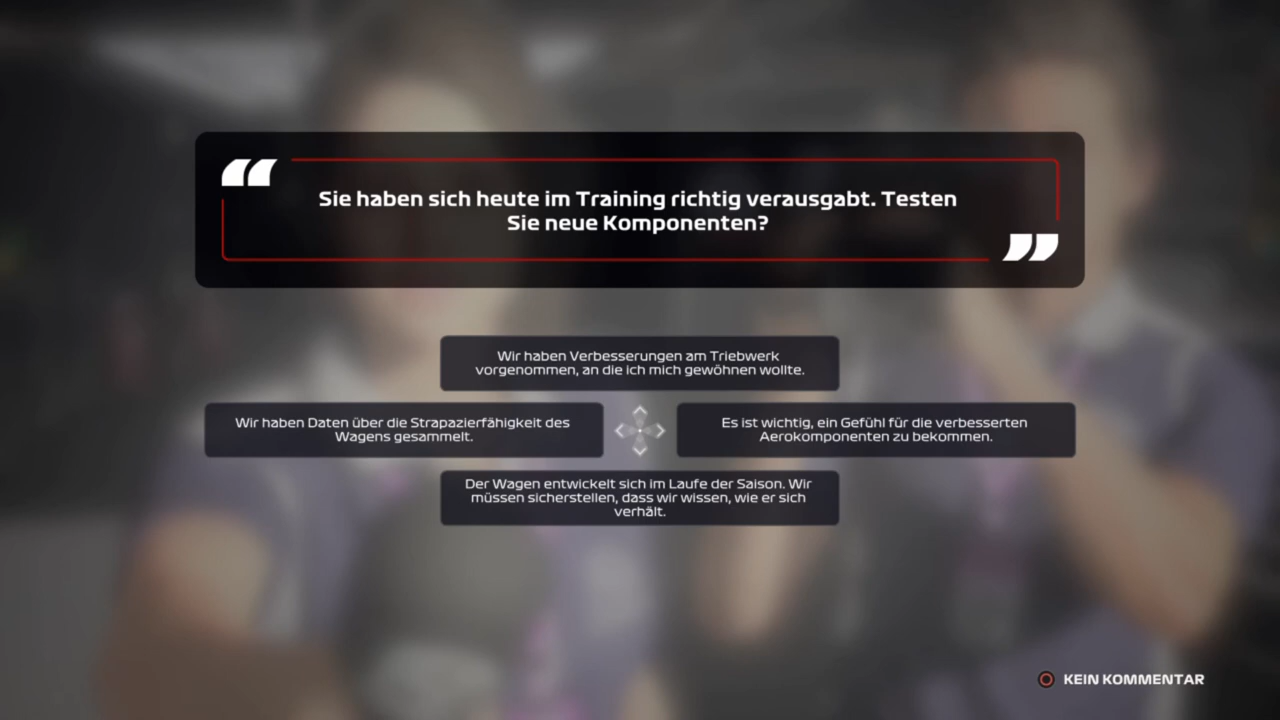 Sie haben sich heute im Training richtig verausgabt. Testen
Sie neue Komponenten?
Wir haben Verbesserungen am Triebwerk
vorgenommen, an die ich mich gewöhnen wollte.
Wir haben Daten über die Strapazierfähigkeit des
Wagens gesammelt.
Es ist wichtig, ein Gefühl für die verbesserten
Aerokomponenten zu bekommen.
Der Wagen entwickelt sich im Laufe der Saison. Wir
müssen sicherstellen, dass wir wissen, wie er sich
verhält.
KEIN KOMMENTAR